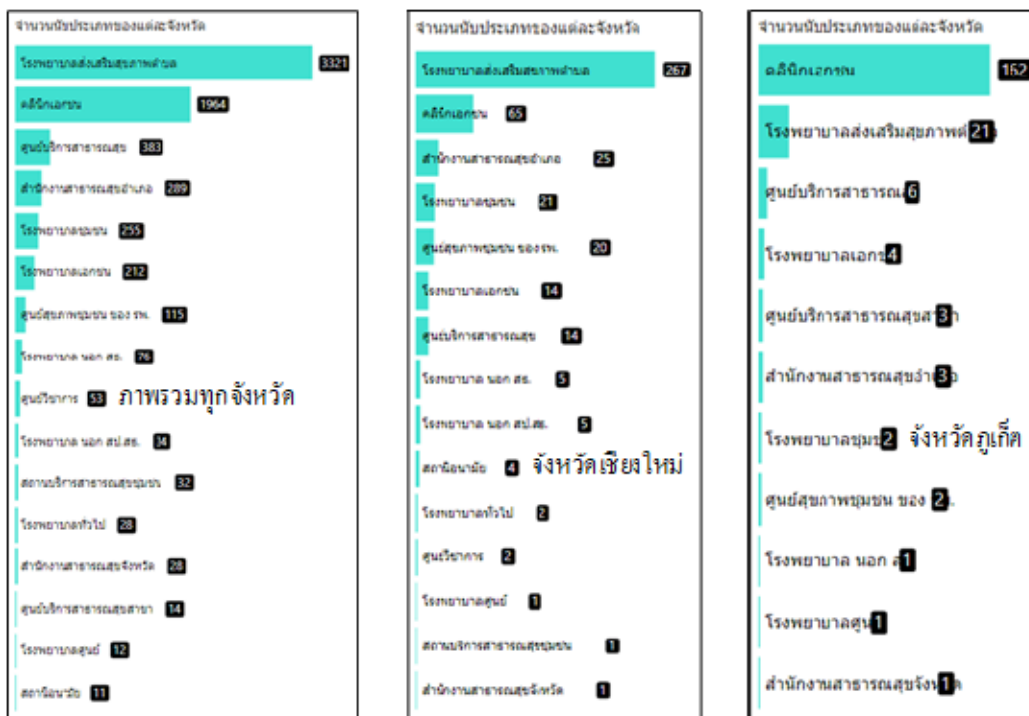 จำนวนนับประเภทของแต่ละจังหวัด
โรงพยาบาลส่งเสริมสุขภาพตำบล 3321
คลินิกเอกชน 1964
ศูนย์บริการสาธารณสุข 383
สำนักงานสาธารณสุขอำเภอ 289
โรงพยาบาลชุมชน 255
โรงพยาบาลเอกชน 212
ศูนย์สุขภาพชุมชน ของ รพ. 115
โรงพยาบาล นอก สธ. 76
ศูนย์วิชาการ 53 ภาพรวมทุกจังหวัด
โรงพยาบาล นอก สป.สธ. 34
สถานบริการสาธารณสุขชุมชน 32
โรงพยาบาลทั่วไป 28
สำนักงานสาธารณสุขจังหวัด 28
ศูนย์บริการสาธารณสุขสาขา 14
โรงพยาบาลศูนย์ 12
สถานีอนามัย 11
จำนวนนับประเภทของแต่ละจังหวัด
โรงพยาบาลส่งเสริมสุขภาพตำบล 267
คลินิกเอกชน 65
สำนักงานสาธารณสุขอำเภอ 25
โรงพยาบาลชุมชน 21
ศูนย์สุขภาพชุมชน ของ รพ. 20
โรงพยาบาลเอกชน 14
ศูนย์บริการสาธารณสุข 14
โรงพยาบาล นอก สธ. 5
โรงพยาบาล นอก สป.สธ. 5
สถานีอนามัย 4 จังหวัดเชียงใหม่
โรงพยาบาลทั่วไป 2
ศูนย์วิชาการ 2
โรงพยาบาลศูนย์ 1
สถานบริการสาธารณสุขชุมชน 1
สำนักงานสาธารณสุขจังหวัด 1
จำนวนนับประเภทของแต่ละจังหวัด
คลินิกเอกชน 162
โรงพยาบาลส่งเสริมสุขภาพต 21
ศูนย์บริการสาธารณ 6
โรงพยาบาลเอกช 4
ศูนย์บริการสาธารณสุขสา 3
สำนักงานสาธารณสุขอำ 3
โรงพยาบาลชุมช 2 จังหวัดภูเก็ต
ศูนย์สุขภาพชุมชน ของ 2
โรงพยาบาล นอก ส 1
โรงพยาบาลศูน 1
สำนักงานสาธารณสุขจังห 1